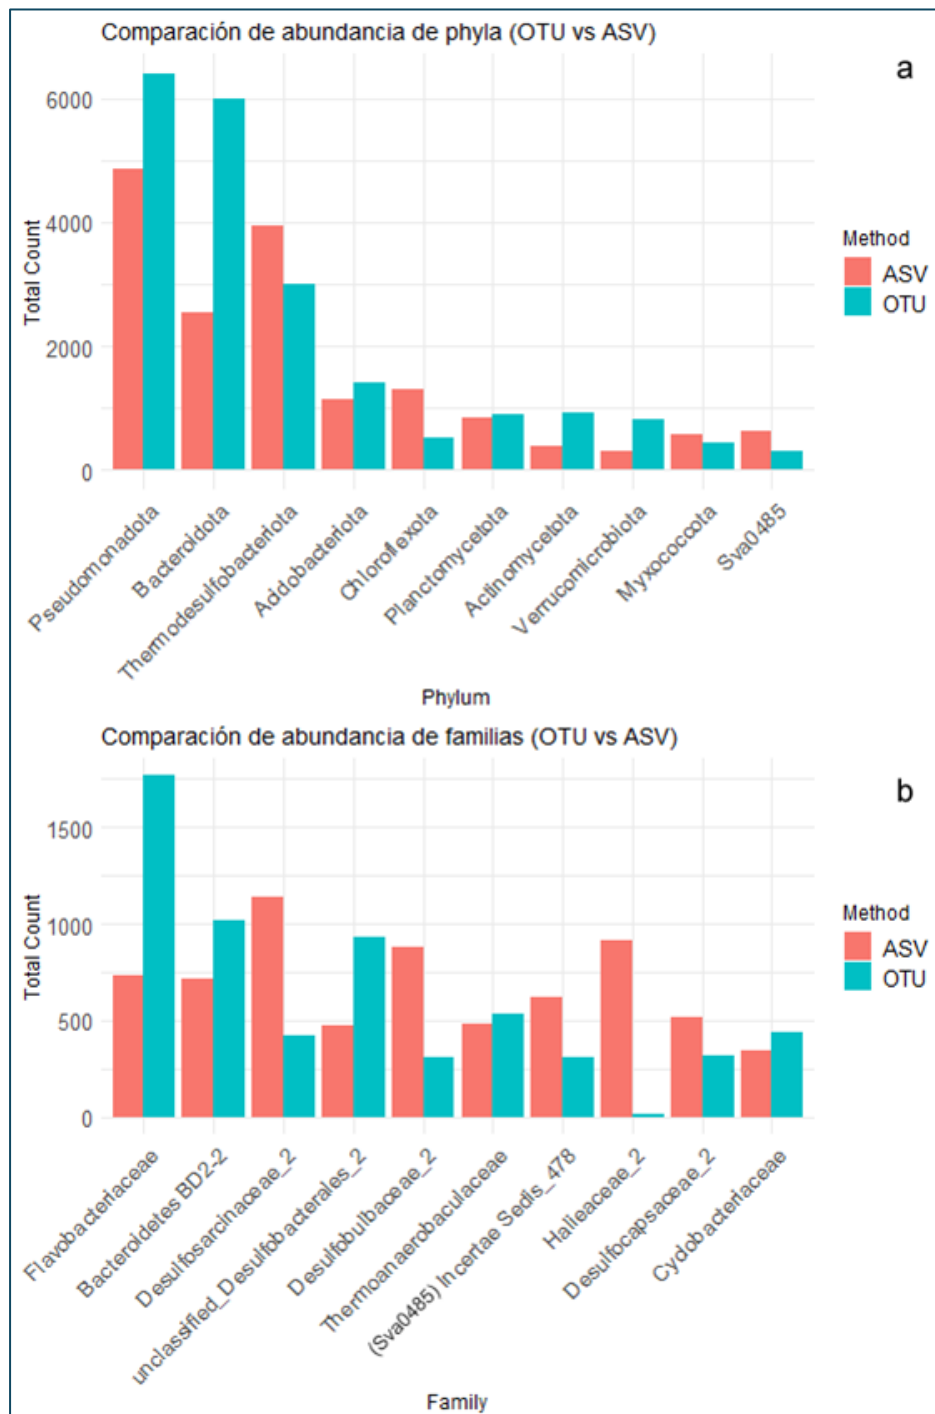 Comparación de abundancia de phyla (OTU vs ASV)
a
6000
4000
2000
0
Total Count
Method
ASV
OTU
Pseudomonadota
Bacteroidota
Thermodesulfobacteriota
Acidobacteriota
Chloroflexota
Planctomycetota
Actinomycetota
Verrucomicrobiota
Myxococcota
Sva0485
Phylum
Comparación de abundancia de familias (OTU vs ASV)
b
1500
1000
500
0
Total Count
Method
ASV
OTU
Flavobacteriaceae
Bacteroidetes BD2-2
Desulfosarcinaceae_2
unclassified_Desulfobacterales_2
Desulfobulbaceae_2
Thermoanaerobaculaceae
(Sva0485) Incertae Sedis_478
Halieaceae_2
Desulfocapsaceae_2
Cyclobacteriaceae
Family